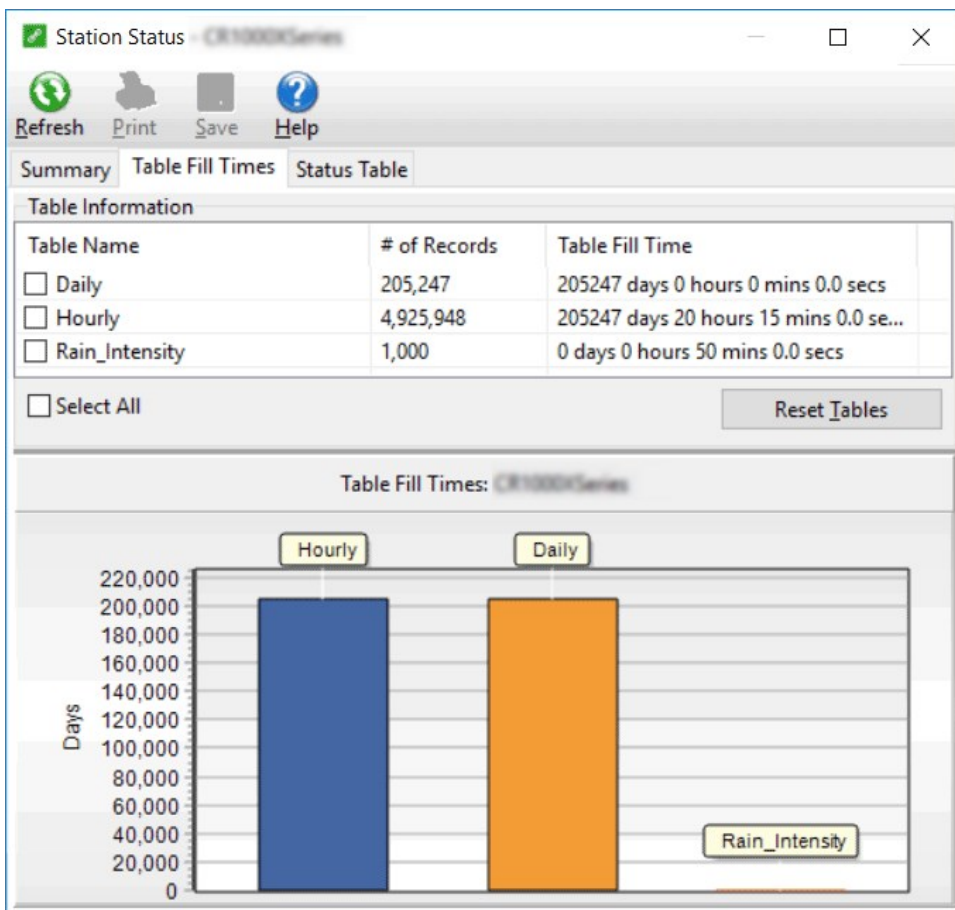 Station Status -
Refresh Print Save Help
Summary Table Fill Times Status Table
Table Information
Table Name # of Records Table Fill Time
Daily 205,247 205247 days 0 hours 0 mins 0.0 secs
Hourly 4,925,948 205247 days 20 hours 15 mins 0.0 se...
Rain_Intensity 1,000 0 days 0 hours 50 mins 0.0 secs
Select All Reset Tables
Table Fill Times:
Hourly Daily
220,000
200,000
180,000
160,000
140,000
120,000
100,000
80,000
60,000
40,000
20,000
0
Days
Rain_Intensity